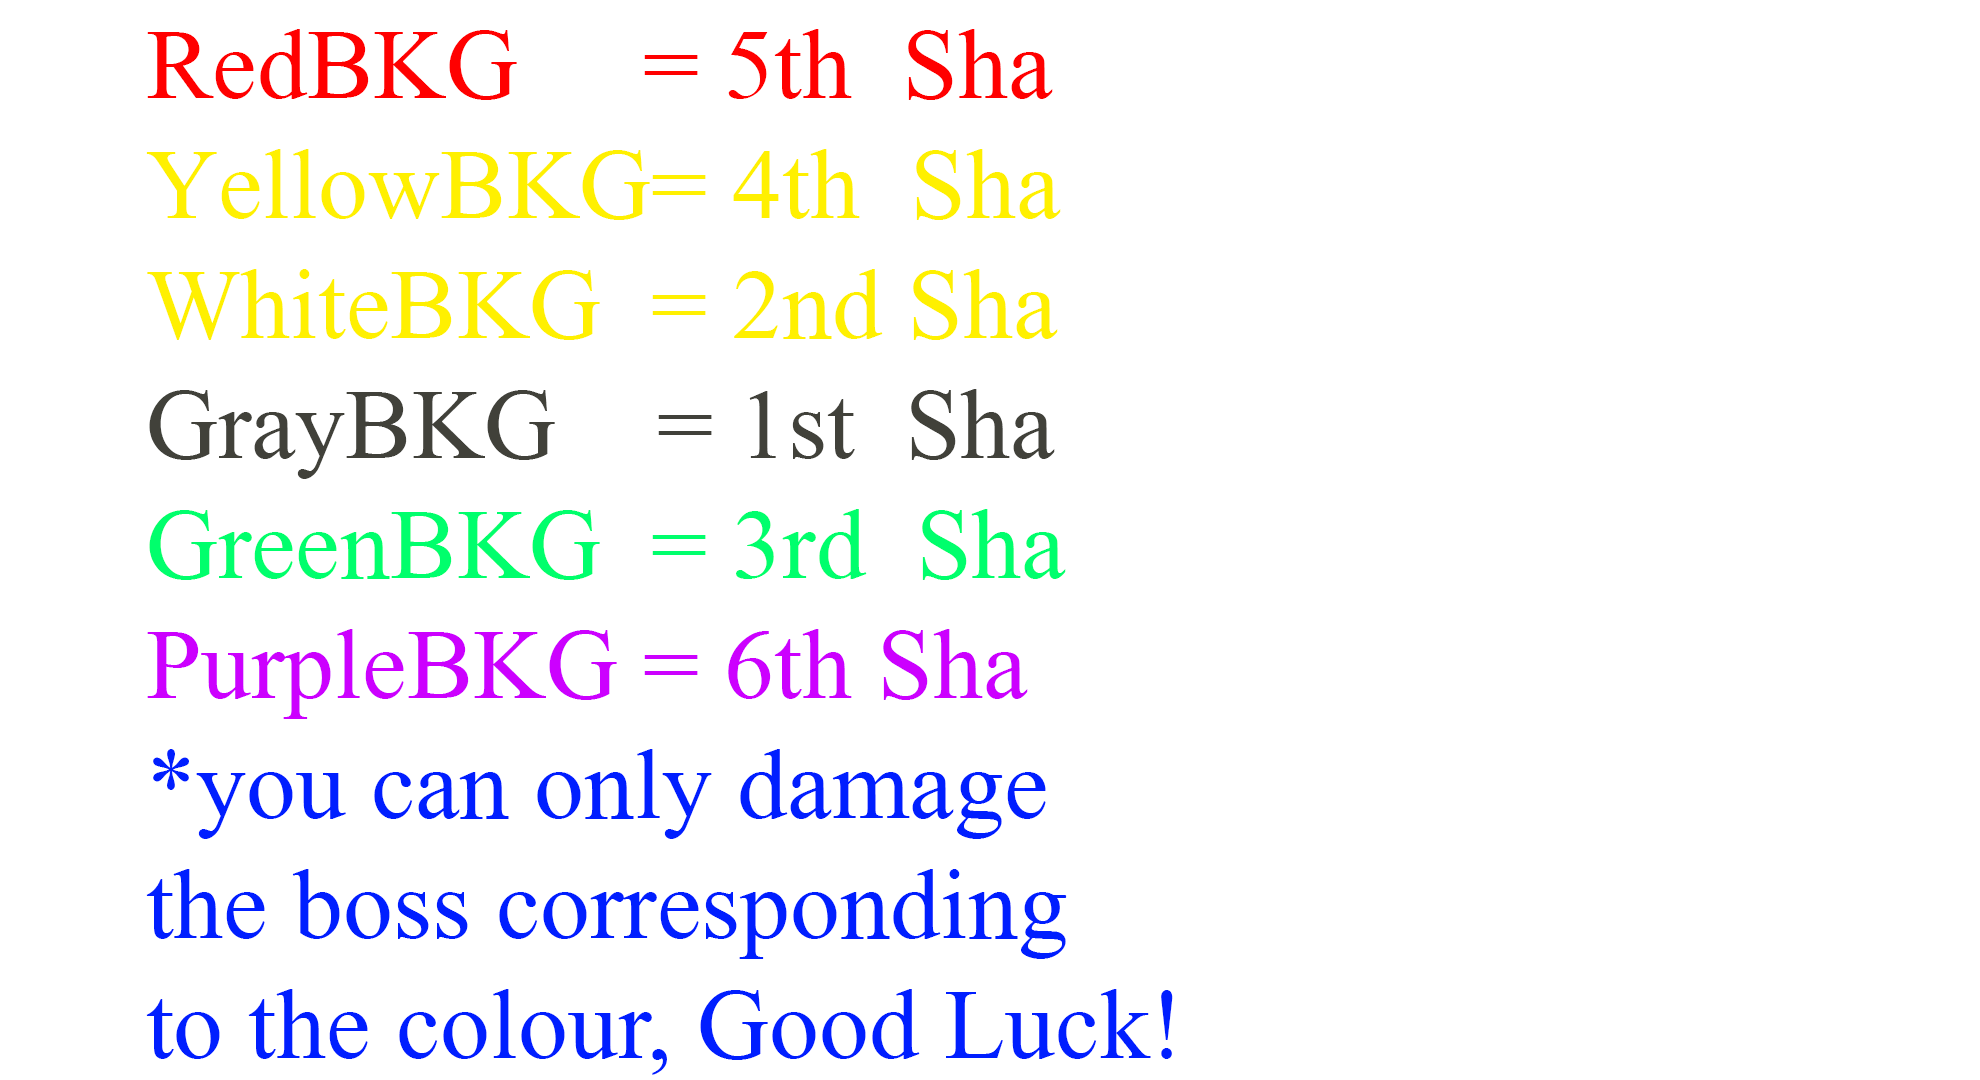 RedBKG = 5th Sha
YellowBKG= 4th Sha
WhiteBKG = 2nd Sha
GrayBKG = 1st Sha
GreenBKG = 3rd Sha
PurpleBKG = 6th Sha
*you can only damage
the boss corresponding
to the colour, Good Luck!